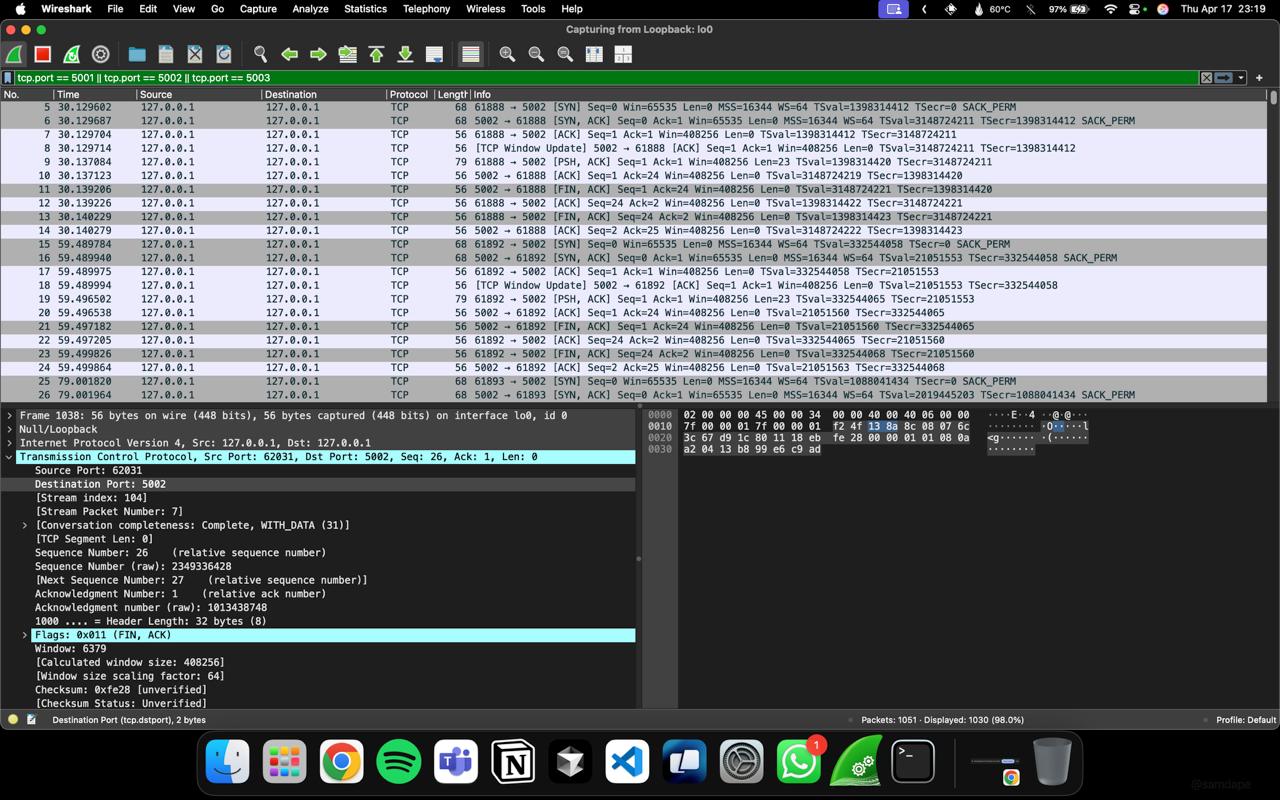 Wireshark File Edit View Go Capture Analyze Statistics Telephony Wireless Tools Help 60°C 97% Thu Apr 17 23:19
Capturing from Loopback: lo0
tcp.port == 5001 || tcp.port == 5002 || tcp.port == 5003
No. Time Source Destination Protocol Length Info
5 30.129602 127.0.0.1 127.0.0.1 TCP 68 61888 → 5002 [SYN] Seq=0 Win=65535 Len=0 MSS=16344 WS=64 TSval=1398314412 TSecr=0 SACK_PERM
6 30.129687 127.0.0.1 127.0.0.1 TCP 68 5002 → 61888 [SYN, ACK] Seq=0 Ack=1 Win=65535 Len=0 MSS=16344 WS=64 TSval=3148724211 TSecr=1398314412 SACK_PERM
7 30.129704 127.0.0.1 127.0.0.1 TCP 56 61888 → 5002 [ACK] Seq=1 Ack=1 Win=408256 Len=0 TSval=1398314412 TSecr=3148724211
8 30.129714 127.0.0.1 127.0.0.1 TCP 56 [TCP Window Update] 5002 → 61888 [ACK] Seq=1 Ack=1 Win=408256 Len=0 TSval=3148724211 TSecr=1398314412
9 30.137084 127.0.0.1 127.0.0.1 TCP 79 61888 → 5002 [PSH, ACK] Seq=1 Ack=1 Win=408256 Len=23 TSval=1398314420 TSecr=3148724211
10 30.137123 127.0.0.1 127.0.0.1 TCP 56 5002 → 61888 [ACK] Seq=1 Ack=24 Win=408256 Len=0 TSval=3148724219 TSecr=1398314420
11 30.139206 127.0.0.1 127.0.0.1 TCP 56 5002 → 61888 [FIN, ACK] Seq=1 Ack=24 Win=408256 Len=0 TSval=3148724221 TSecr=1398314420
12 30.139226 127.0.0.1 127.0.0.1 TCP 56 61888 → 5002 [ACK] Seq=24 Ack=2 Win=408256 Len=0 TSval=1398314422 TSecr=3148724221
13 30.140229 127.0.0.1 127.0.0.1 TCP 56 61888 → 5002 [FIN, ACK] Seq=24 Ack=2 Win=408256 Len=0 TSval=1398314423 TSecr=3148724221
14 30.140279 127.0.0.1 127.0.0.1 TCP 56 5002 → 61888 [ACK] Seq=2 Ack=25 Win=408256 Len=0 TSval=3148724222 TSecr=1398314423
15 59.489784 127.0.0.1 127.0.0.1 TCP 68 61892 → 5002 [SYN] Seq=0 Win=65535 Len=0 MSS=16344 WS=64 TSval=332544058 TSecr=0 SACK_PERM
16 59.489940 127.0.0.1 127.0.0.1 TCP 68 5002 → 61892 [SYN, ACK] Seq=0 Ack=1 Win=65535 Len=0 MSS=16344 WS=64 TSval=21051553 TSecr=332544058 SACK_PERM
17 59.489975 127.0.0.1 127.0.0.1 TCP 56 61892 → 5002 [ACK] Seq=1 Ack=1 Win=408256 Len=0 TSval=332544058 TSecr=21051553
18 59.489994 127.0.0.1 127.0.0.1 TCP 56 [TCP Window Update] 5002 → 61892 [ACK] Seq=1 Ack=1 Win=408256 Len=0 TSval=21051553 TSecr=332544058
19 59.496502 127.0.0.1 127.0.0.1 TCP 79 61892 → 5002 [PSH, ACK] Seq=1 Ack=1 Win=408256 Len=23 TSval=332544065 TSecr=21051553
20 59.496538 127.0.0.1 127.0.0.1 TCP 56 5002 → 61892 [ACK] Seq=1 Ack=24 Win=408256 Len=0 TSval=21051560 TSecr=332544065
21 59.497182 127.0.0.1 127.0.0.1 TCP 56 5002 → 61892 [FIN, ACK] Seq=1 Ack=24 Win=408256 Len=0 TSval=21051560 TSecr=332544065
22 59.497205 127.0.0.1 127.0.0.1 TCP 56 61892 → 5002 [ACK] Seq=24 Ack=2 Win=408256 Len=0 TSval=332544065 TSecr=21051560
23 59.499826 127.0.0.1 127.0.0.1 TCP 56 61892 → 5002 [FIN, ACK] Seq=24 Ack=2 Win=408256 Len=0 TSval=332544068 TSecr=21051560
24 59.499864 127.0.0.1 127.0.0.1 TCP 56 5002 → 61892 [ACK] Seq=2 Ack=25 Win=408256 Len=0 TSval=21051563 TSecr=332544068
25 79.001820 127.0.0.1 127.0.0.1 TCP 68 61893 → 5002 [SYN] Seq=0 Win=65535 Len=0 MSS=16344 WS=64 TSval=1088041434 TSecr=0 SACK_PERM
26 79.001964 127.0.0.1 127.0.0.1 TCP 68 5002 → 61893 [SYN, ACK] Seq=0 Ack=1 Win=65535 Len=0 MSS=16344 WS=64 TSval=2019445203 TSecr=1088041434 SACK_PERM
Frame 1038: 56 bytes on wire (448 bits), 56 bytes captured (448 bits) on interface lo0, id 0
Null/Loopback
Internet Protocol Version 4, Src: 127.0.0.1, Dst: 127.0.0.1
Transmission Control Protocol, Src Port: 62031, Dst Port: 5002, Seq: 26, Ack: 1, Len: 0
Source Port: 62031
Destination Port: 5002
[Stream index: 104]
[Stream Packet Number: 7]
[Conversation completeness: Complete, WITH_DATA (31)]
[TCP Segment Len: 0]
Sequence Number: 26 (relative sequence number)
Sequence Number (raw): 2349336428
[Next Sequence Number: 27 (relative sequence number)]
Acknowledgment Number: 1 (relative ack number)
Acknowledgment number (raw): 1013438748
1000 .... = Header Length: 32 bytes (8)
Flags: 0x011 (FIN, ACK)
Window: 6379
[Calculated window size: 408256]
[Window size scaling factor: 64]
Checksum: 0xfe28 [unverified]
[Checksum Status: Unverified]
0000 02 00 00 00 45 00 00 34 00 00 40 00 40 06 00 00 ····E··4 ··@·@···
0010 7f 00 00 01 7f 00 00 01 f2 4f 13 8a 8c 08 07 6c ········ ·O·····l
0020 3c 67 d9 1c 80 11 18 eb fe 28 00 00 01 01 08 0a <g······ ·(······
0030 a2 04 13 b8 99 e6 c9 ad ········
Destination Port (tcp.dstport), 2 bytes
Packets: 1051 · Displayed: 1030 (98.0%)
Profile: Default
1
@samdape